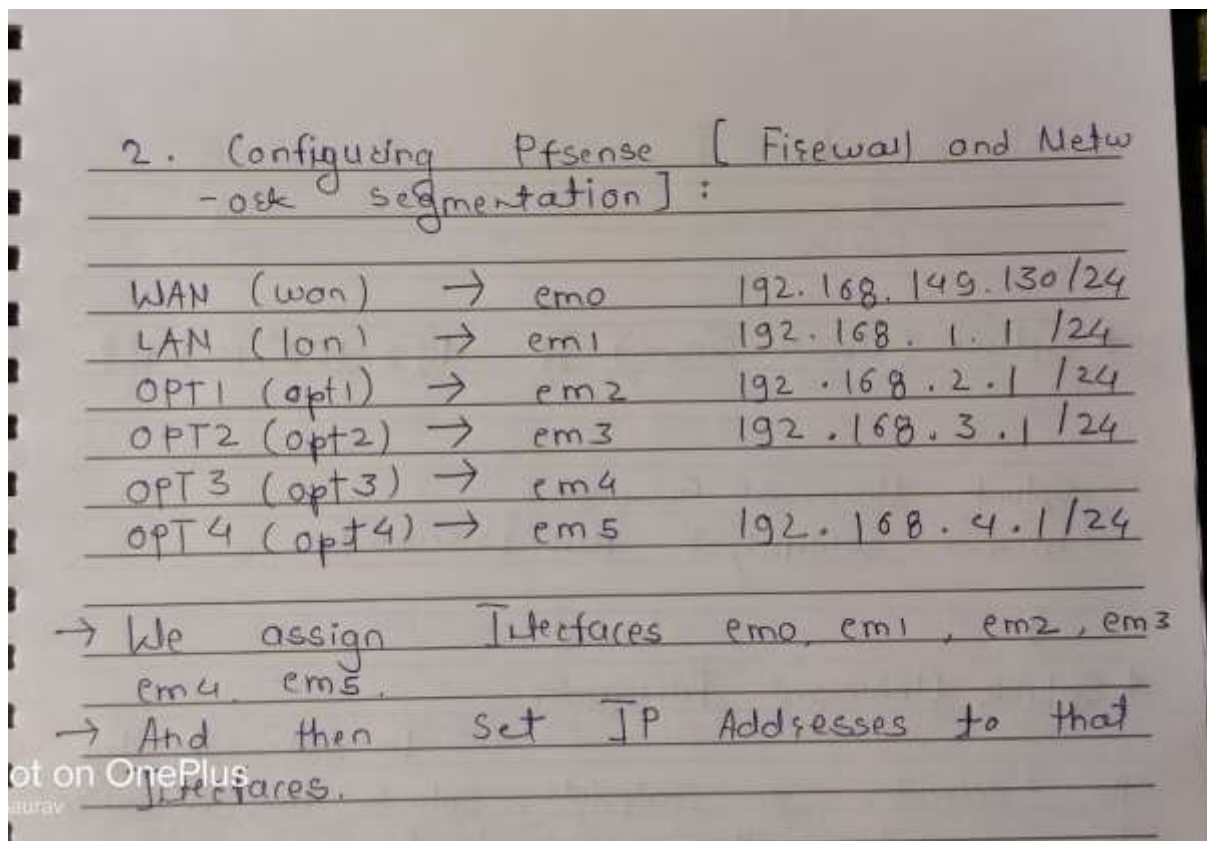 2. Configuring Pfsense [ Firewall and Netw
-ork segmentation ] :
WAN (wan) → em0 192.168.149.130/24
LAN (lan) → em1 192.168.1.1/24
OPT1 (opt1) → em2 192.168.2.1/24
OPT2 (opt2) → em3 192.168.3.1/24
OPT3 (opt3) → em4
OPT4 (opt4) → em5 192.168.4.1/24
→ We assign Interfaces em0, em1, em2, em3
em4, em5.
→ And then set IP Addresses to that
Interfaces.
ot on OnePlus
aurav